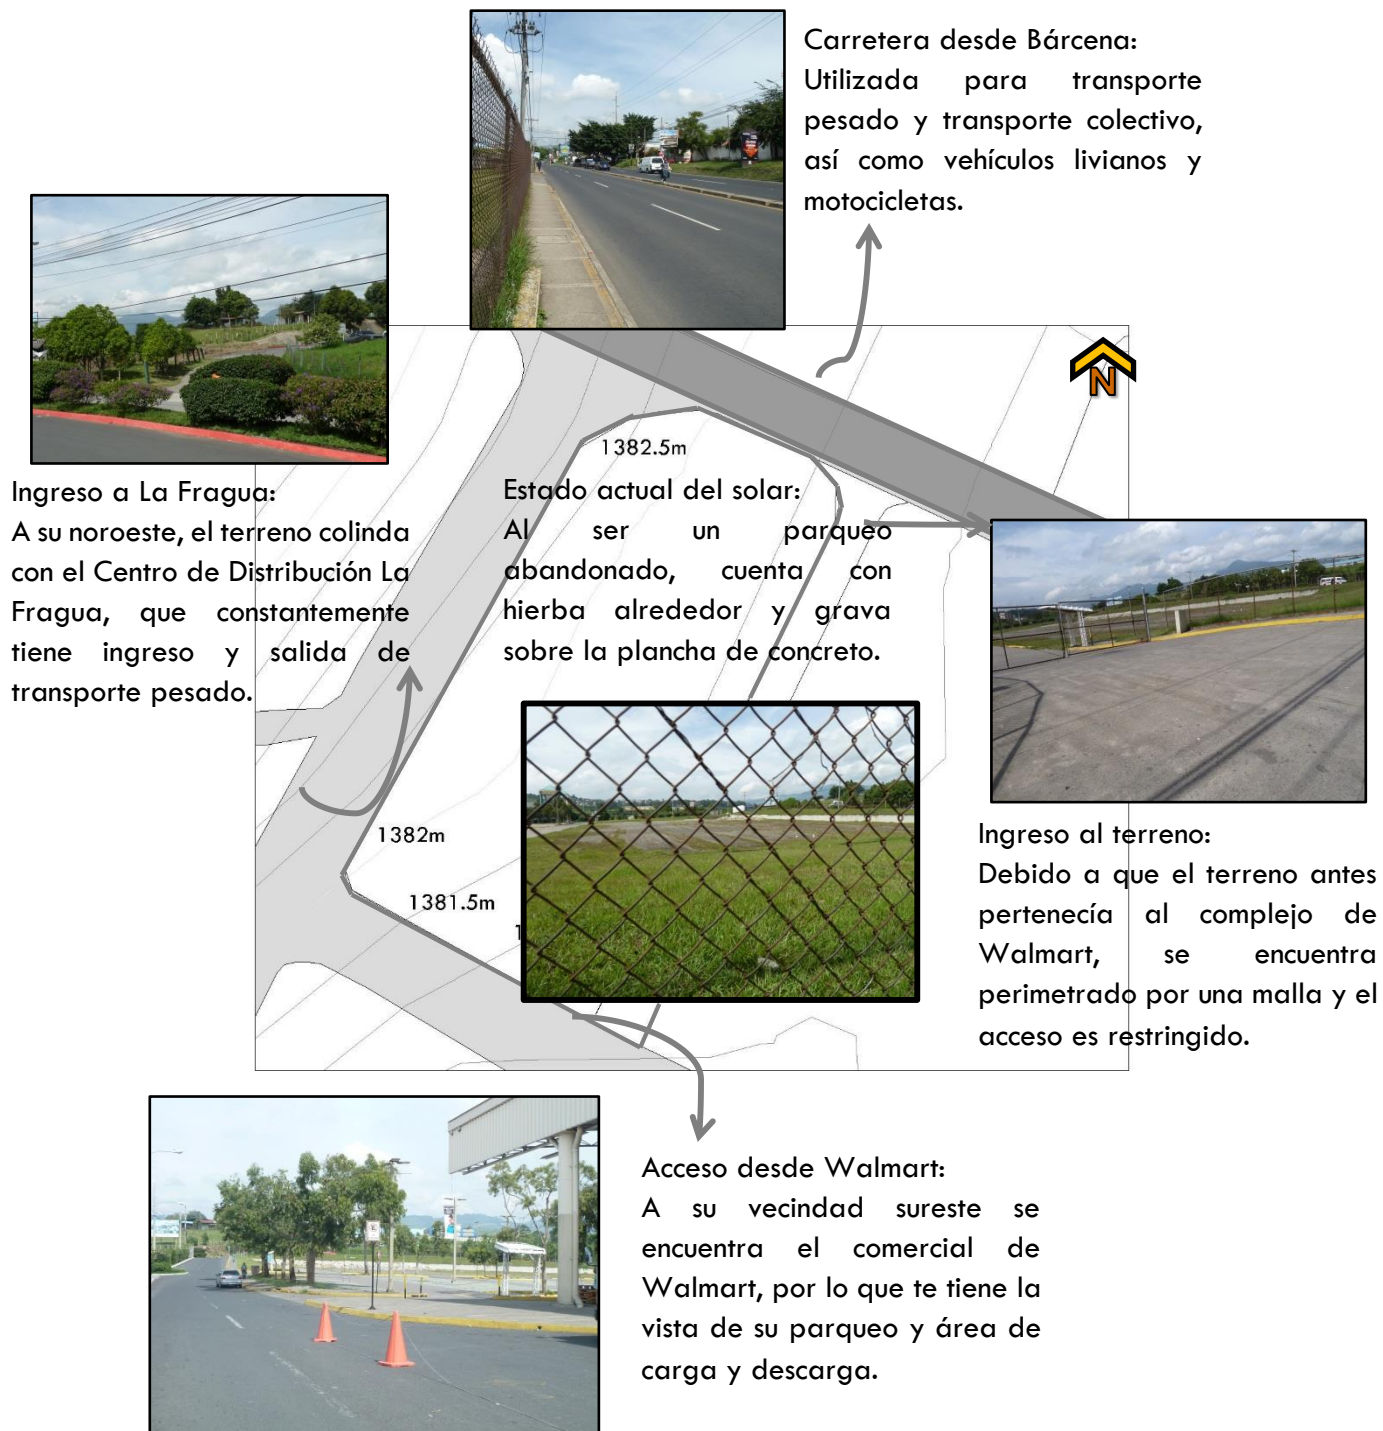 Carretera desde Bárcena:
Utilizada para transporte
pesado y transporte colectivo,
así como vehículos livianos y
motocicletas.
N
1382.5m
Ingreso a La Fragua:
A su noroeste, el terreno colinda
con el Centro de Distribución La
Fragua, que constantemente
tiene ingreso y salida de
transporte pesado.
Estado actual del solar:
Al ser un parqueo
abandonado, cuenta con
hierba alrededor y grava
sobre la plancha de concreto.
1382m
1381.5m
Ingreso al terreno:
Debido a que el terreno antes
pertenecía al complejo de
Walmart, se encuentra
perimetrado por una malla y el
acceso es restringido.
Acceso desde Walmart:
A su vecindad sureste se
encuentra el comercial de
Walmart, por lo que te tiene la
vista de su parqueo y área de
carga y descarga.